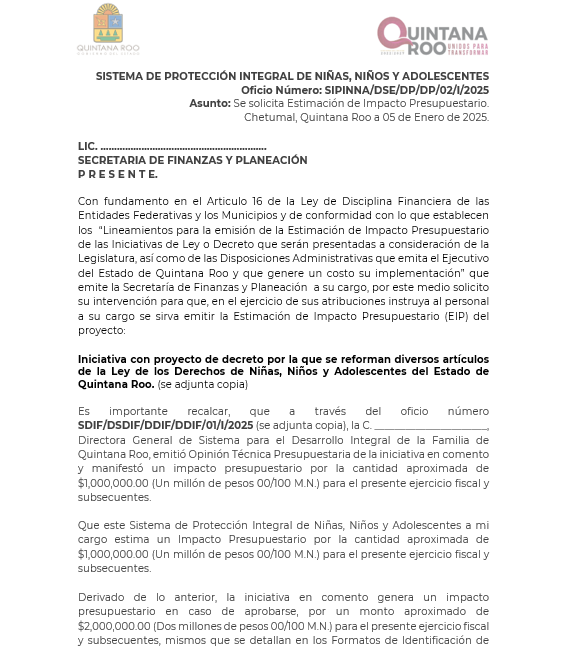 QUINTANA ROO
QUINTANA
ROO UNIDOS PARA
TRANSFORMAR
SISTEMA DE PROTECCIÓN INTEGRAL DE NIÑAS, NIÑOS Y ADOLESCENTES
Oficio Número: SIPINNA/DSE/DP/DP/02/I/2025
Asunto: Se solicita Estimación de Impacto Presupuestario.
Chetumal, Quintana Roo a 05 de Enero de 2025.
LIC. ............................................................
SECRETARIA DE FINANZAS Y PLANEACIÓN
P R E S E N T E.
Con fundamento en el Articulo 16 de la Ley de Disciplina Financiera de las
Entidades Federativas y los Municipios y de conformidad con lo que establecen
los “Lineamientos para la emisión de la Estimación de Impacto Presupuestario
de las Iniciativas de Ley o Decreto que serán presentadas a consideración de la
Legislatura, así como de las Disposiciones Administrativas que emita el Ejecutivo
del Estado de Quintana Roo y que genere un costo su implementación” que
emite la Secretaría de Finanzas y Planeación a su cargo, por este medio solicito
su intervención para que, en el ejercicio de sus atribuciones instruya al personal
a su cargo se sirva emitir la Estimación de Impacto Presupuestario (EIP) del
proyecto:
Iniciativa con proyecto de decreto por la que se reforman diversos artículos
de la Ley de los Derechos de Niñas, Niños y Adolescentes del Estado de
Quintana Roo. (se adjunta copia)
Es importante recalcar, que a través del oficio número
SDIF/DSDIF/DDIF/DDIF/01/I/2025 (se adjunta copia), la C. ______________________,
Directora General de Sistema para el Desarrollo Integral de la Familia de
Quintana Roo, emitió Opinión Técnica Presupuestaria de la iniciativa en comento
y manifestó un impacto presupuestario por la cantidad aproximada de
$1,000,000.00 (Un millón de pesos 00/100 M.N.) para el presente ejercicio fiscal y
subsecuentes.
Que este Sistema de Protección Integral de Niñas, Niños y Adolescentes a mi
cargo estima un Impacto Presupuestario por la cantidad aproximada de
$1,000,000.00 (Un millón de pesos 00/100 M.N.) para el presente ejercicio fiscal y
subsecuentes.
Derivado de lo anterior, la iniciativa en comento genera un impacto
presupuestario en caso de aprobarse, por un monto aproximado de
$2,000,000.00 (Dos millones de pesos 00/100 M.N.) para el presente ejercicio fiscal
y subsecuentes, mismos que se detallan en los Formatos de Identificación de